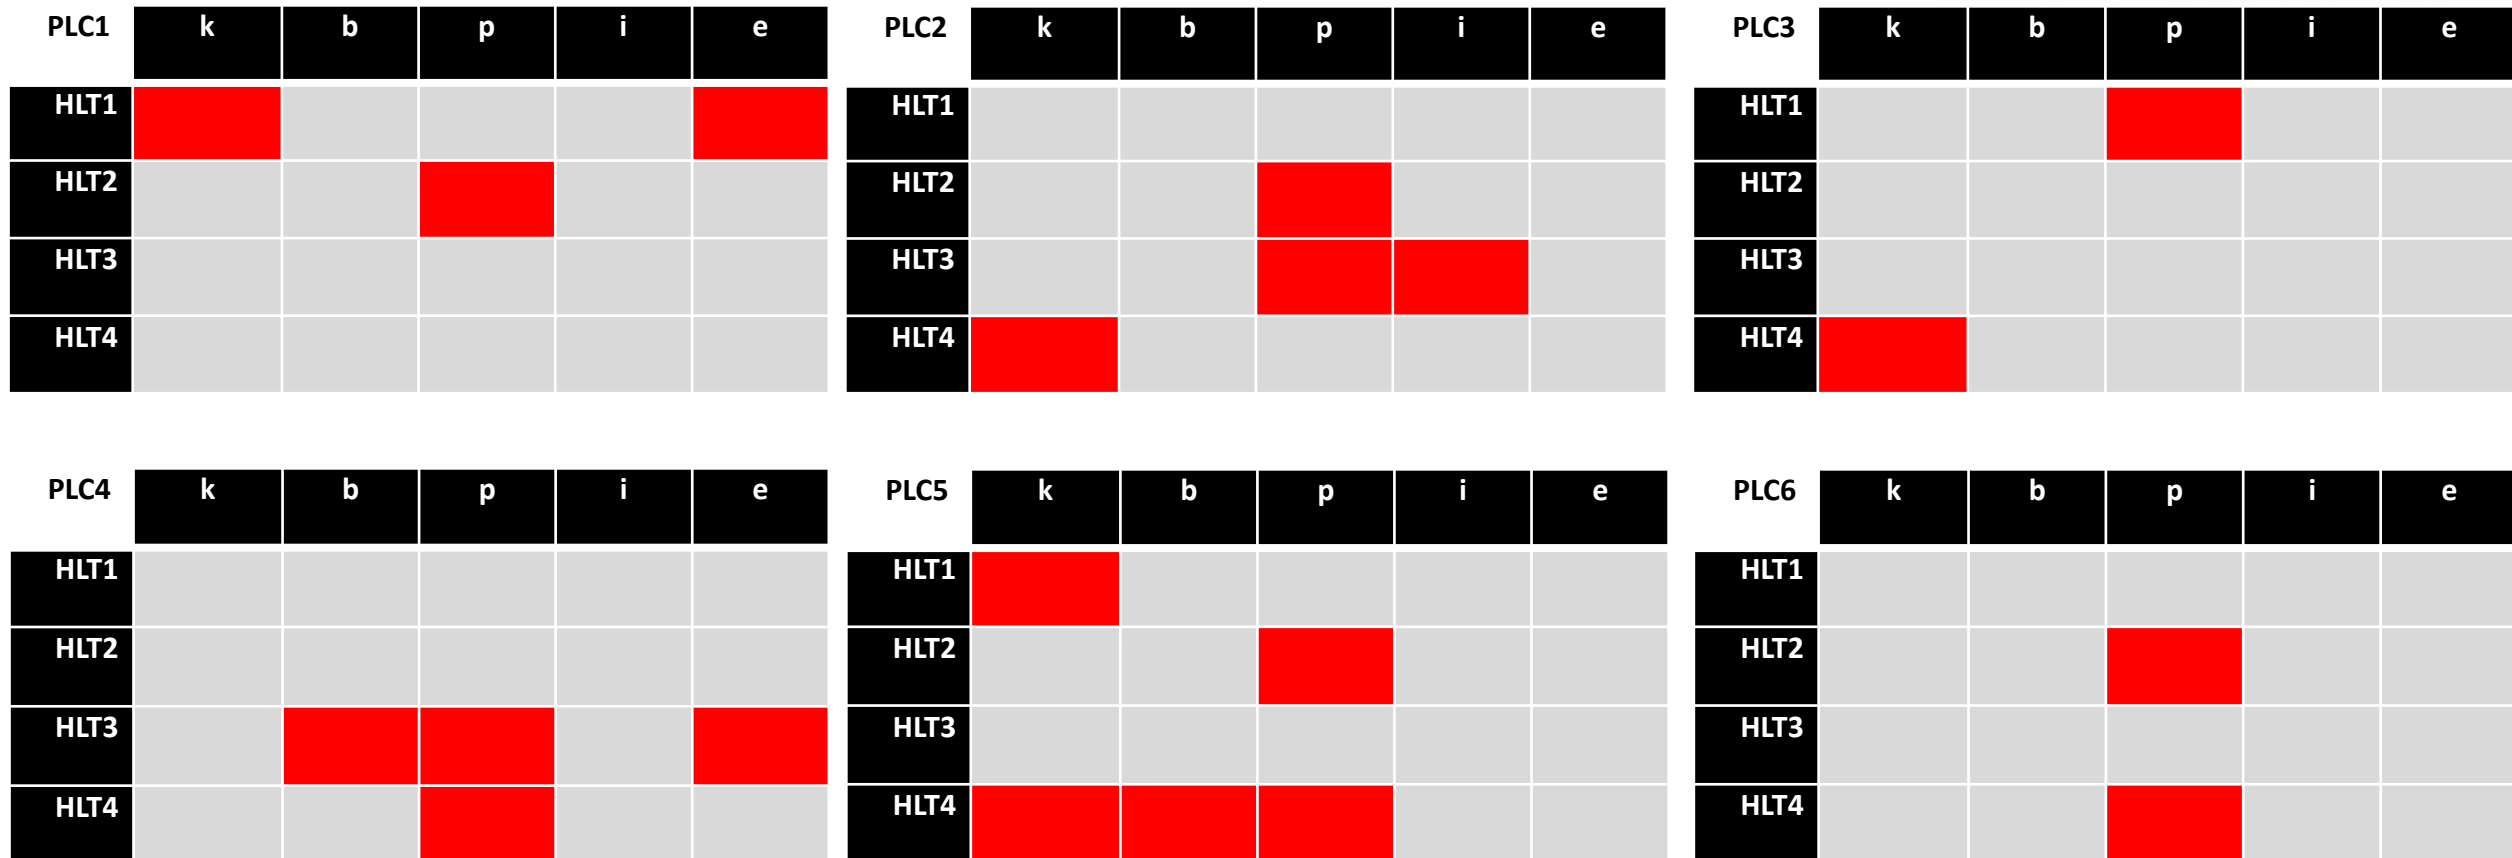 PLC1 k b p i e
HLT1
HLT2
HLT3
HLT4
PLC2 k b p i e
HLT1
HLT2
HLT3
HLT4
PLC3 k b p i e
HLT1
HLT2
HLT3
HLT4
PLC4 k b p i e
HLT1
HLT2
HLT3
HLT4
PLC5 k b p i e
HLT1
HLT2
HLT3
HLT4
PLC6 k b p i e
HLT1
HLT2
HLT3
HLT4